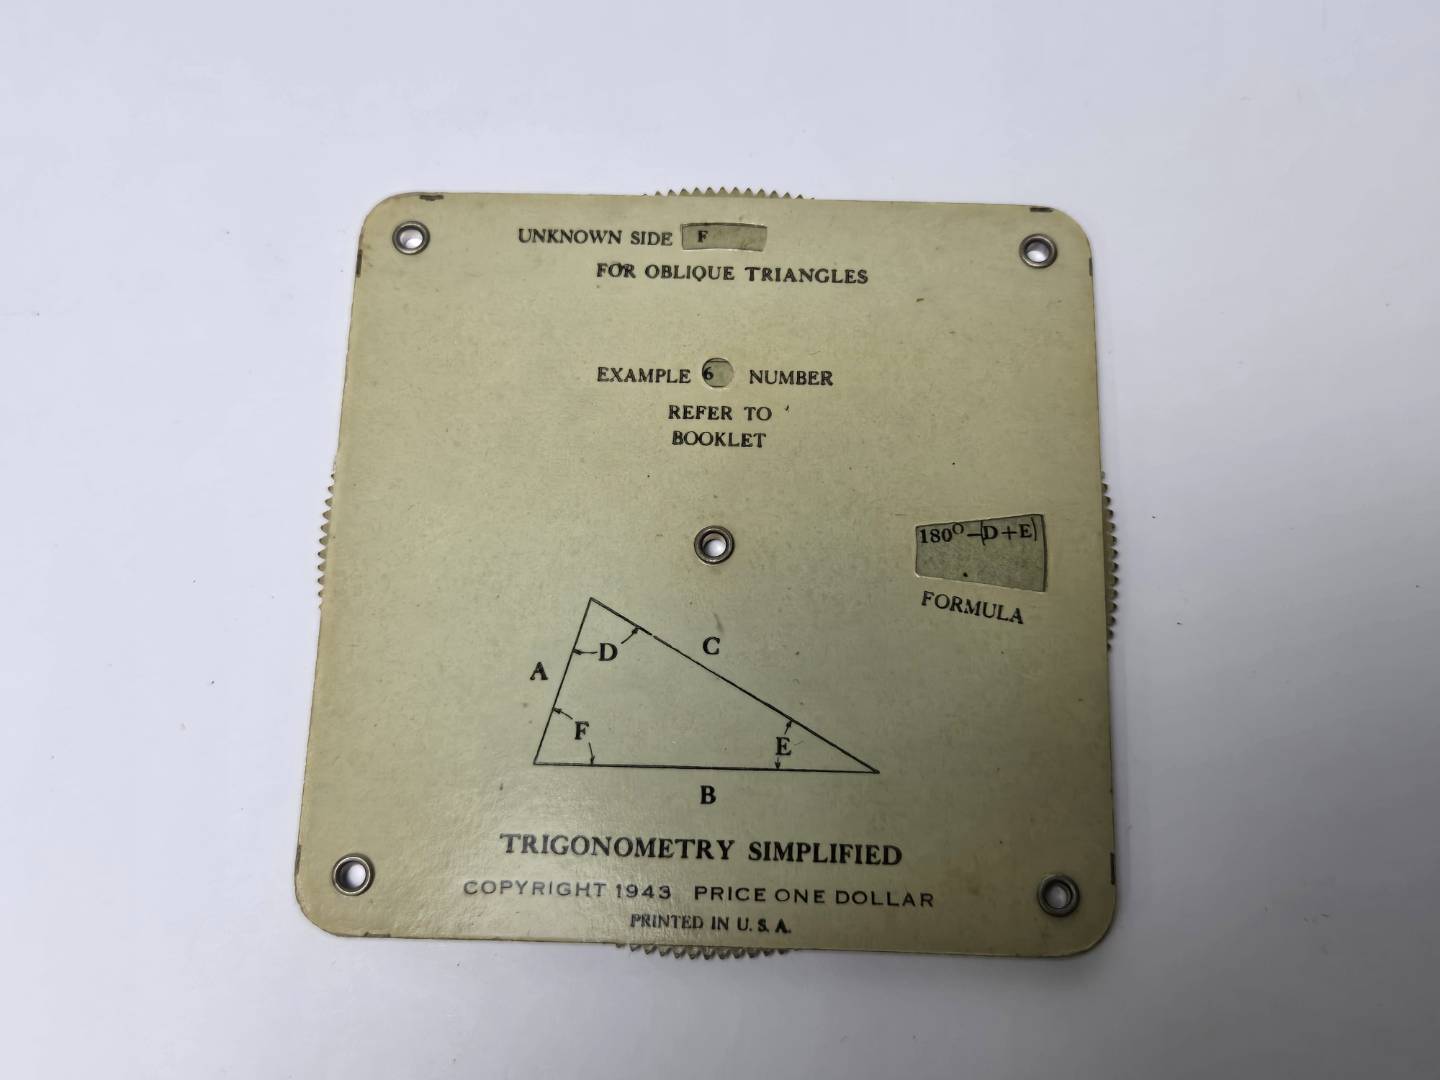 UNKNOWN SIDE F
FOR OBLIQUE TRIANGLES
EXAMPLE 6 NUMBER
REFER TO
BOOKLET
180° –(D+E)
FORMULA
A
D
C
F
E
B
TRIGONOMETRY SIMPLIFIED
COPYRIGHT 1943 PRICE ONE DOLLAR
PRINTED IN U. S. A.